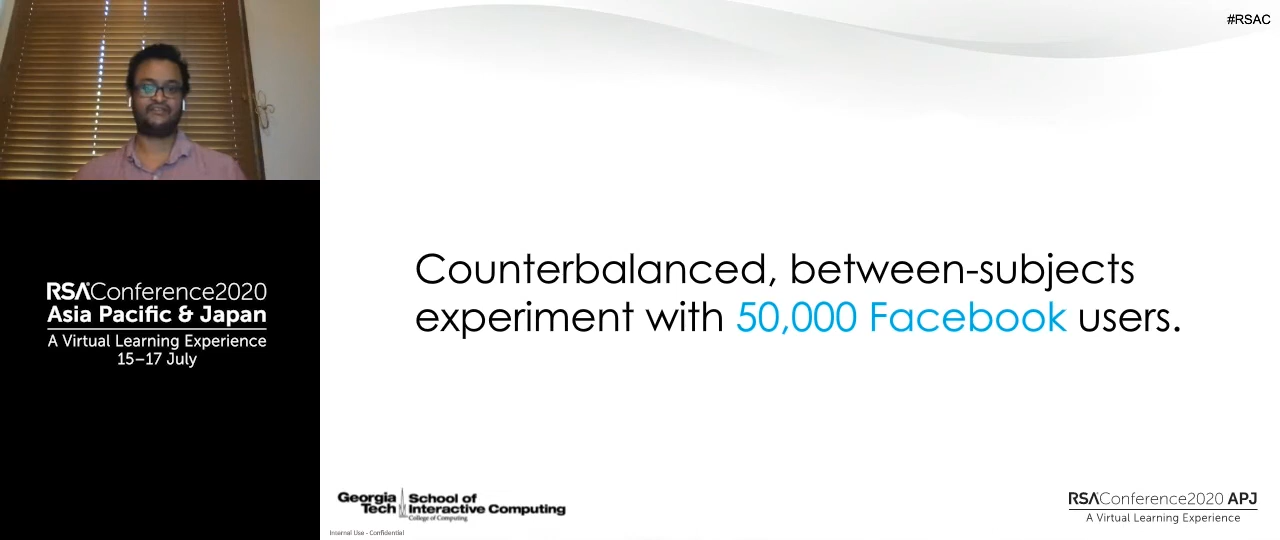 #RSAC
RSAConference2020
Asia Pacific & Japan
A Virtual Learning Experience
15–17 July
Counterbalanced, between-subjects
experiment with 50,000 Facebook users.
Georgia Tech
School of
Interactive Computing
College of Computing
Internal Use - Confidential
RSAConference2020 APJ
A Virtual Learning Experience